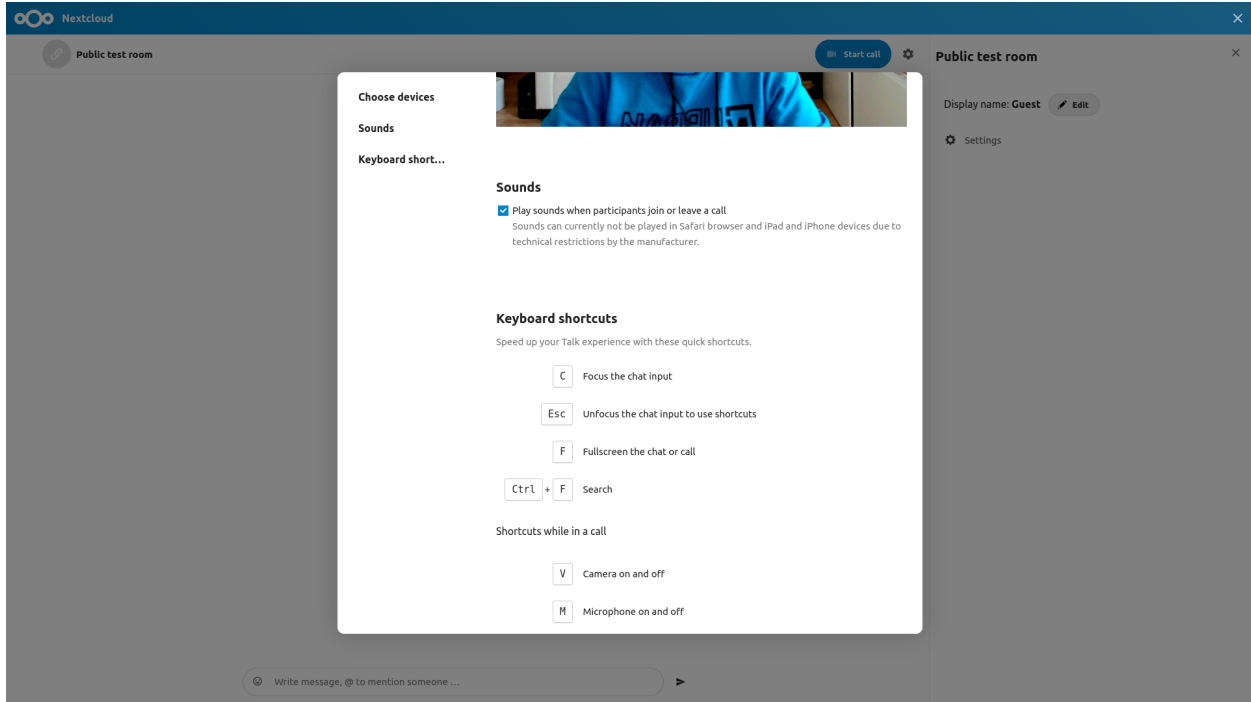 Nextcloud
Public test room
Start call
Public test room
Display name: Guest
Edit
Settings
Choose devices
Sounds
Keyboard short...
Sounds
Play sounds when participants join or leave a call
Sounds can currently not be played in Safari browser and iPad and iPhone devices due to
technical restrictions by the manufacturer.
Keyboard shortcuts
Speed up your Talk experience with these quick shortcuts.
C Focus the chat input
Esc Unfocus the chat input to use shortcuts
F Fullscreen the chat or call
Ctrl + F Search
Shortcuts while in a call
V Camera on and off
M Microphone on and off
Write message, @ to mention someone ...